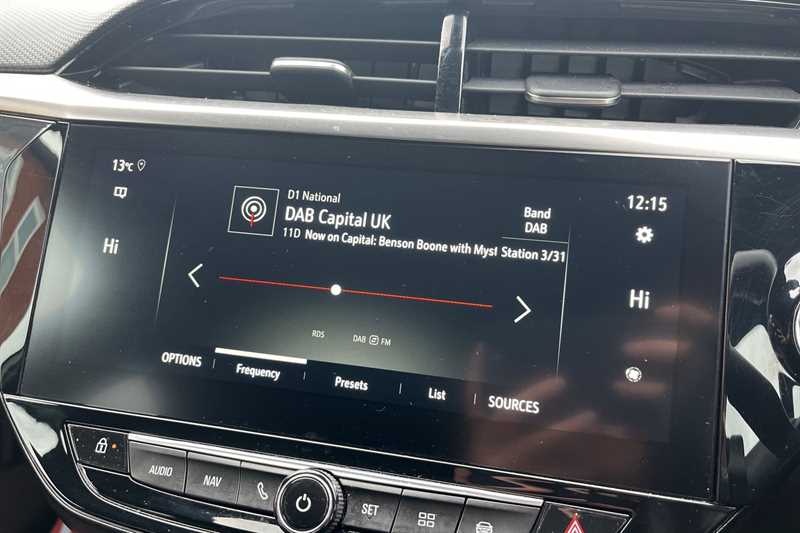 13°C
12:15
D1 National
DAB Capital UK
Band
DAB
11D Now on Capital: Benson Boone with Myst Station 3/31
Hi
Hi
RDS
DAB FM
OPTIONS
Frequency
Presets
List
SOURCES
AUDIO
NAV
SET